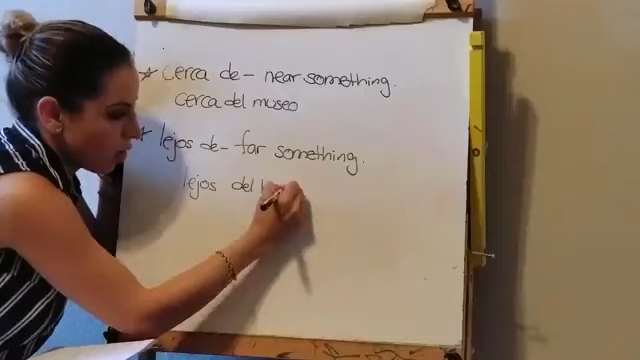 ☆ cerca de - near something.
cerca del museo
☆ lejos de - far something.
lejos del